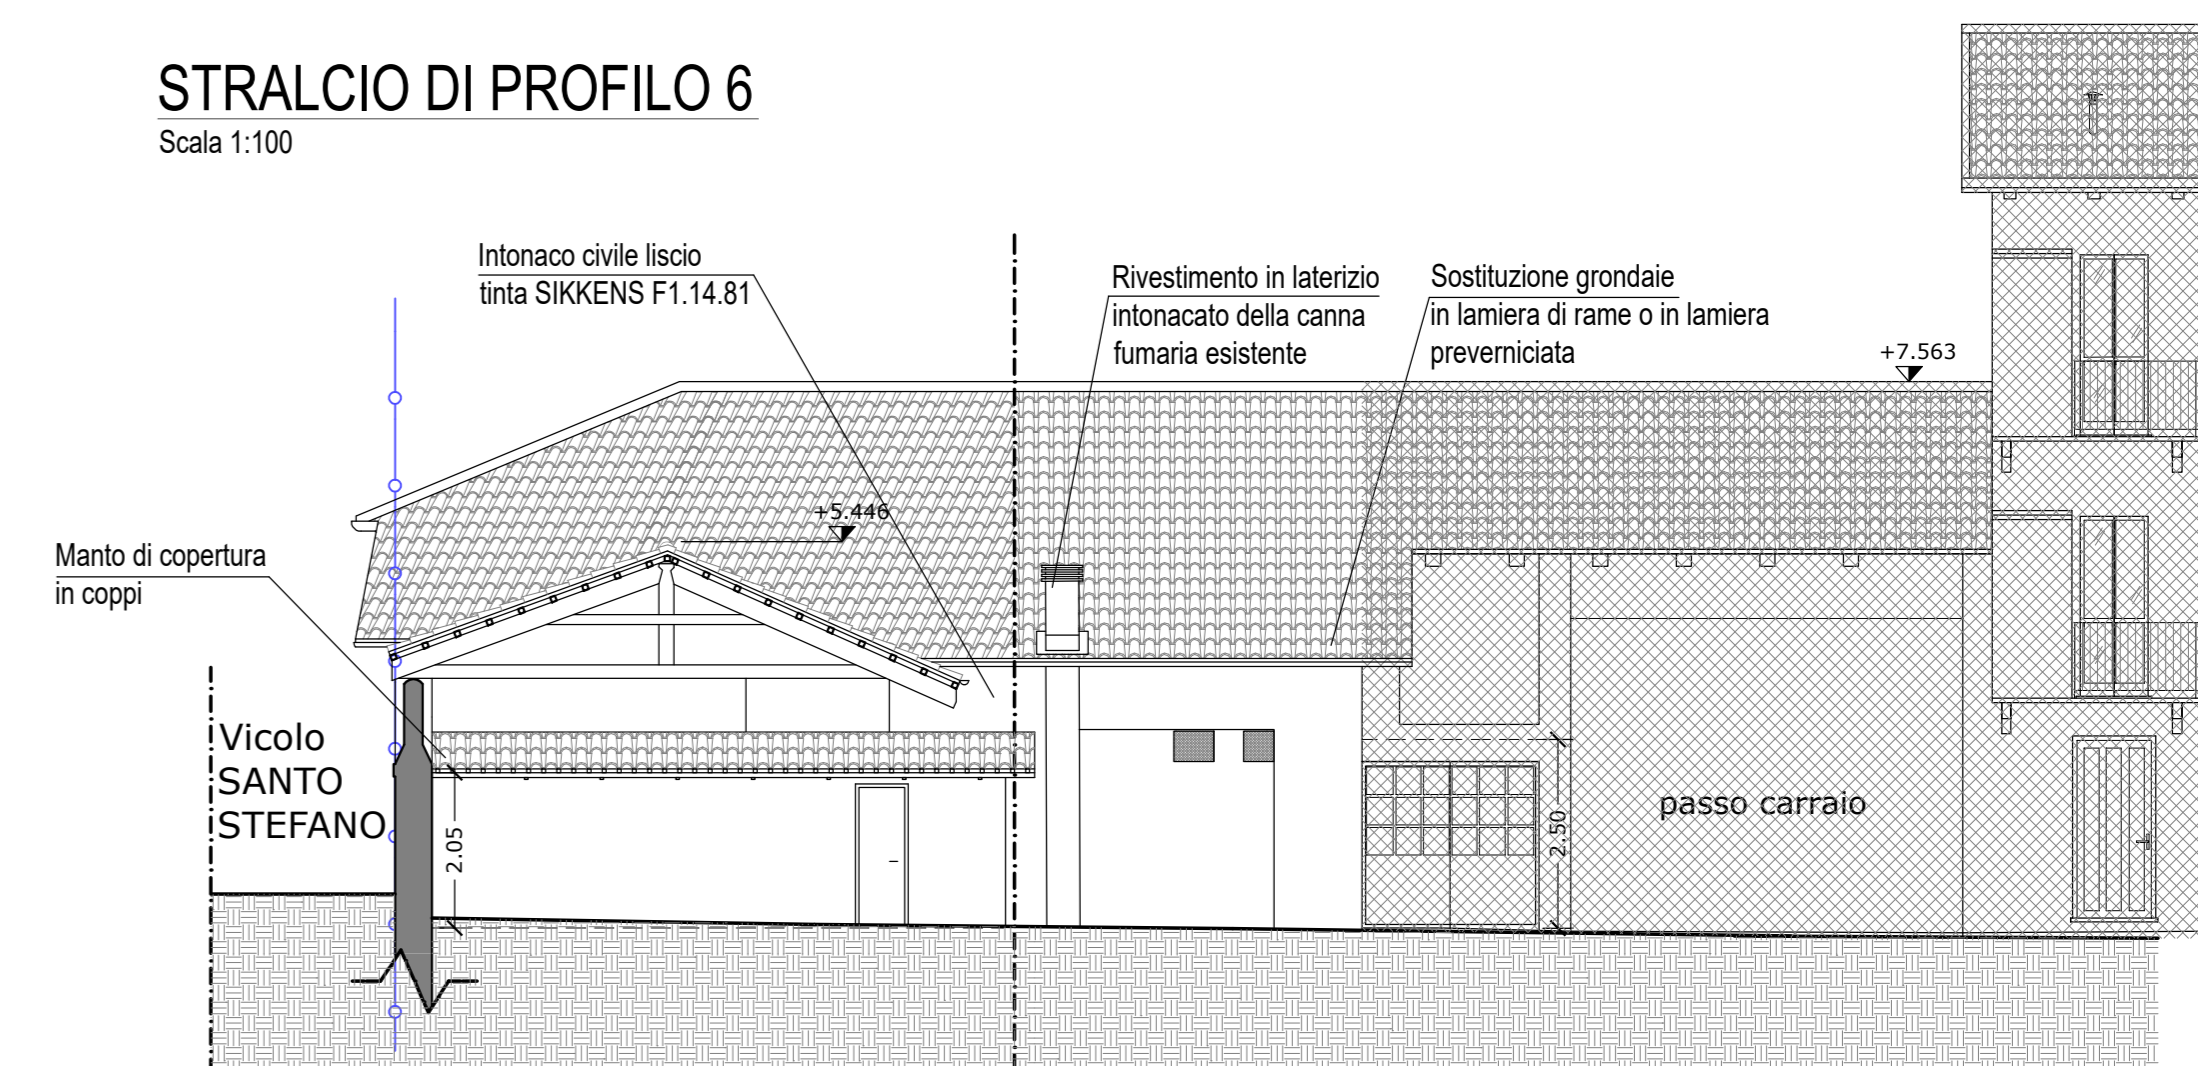 STRALCIO DI PROFILO 6
Scala 1:100
Intonaco civile liscio
tinta SIKKENS F1.14.81
Rivestimento in laterizio
intonacato della canna
fumaria esistente
Sostituzione grondaie
in lamiera di rame o in lamiera
preverniciata
+7.563
+5.446
Manto di copertura
in coppi
Vicolo
SANTO
STEFANO
2.05
2.50
passo carraio